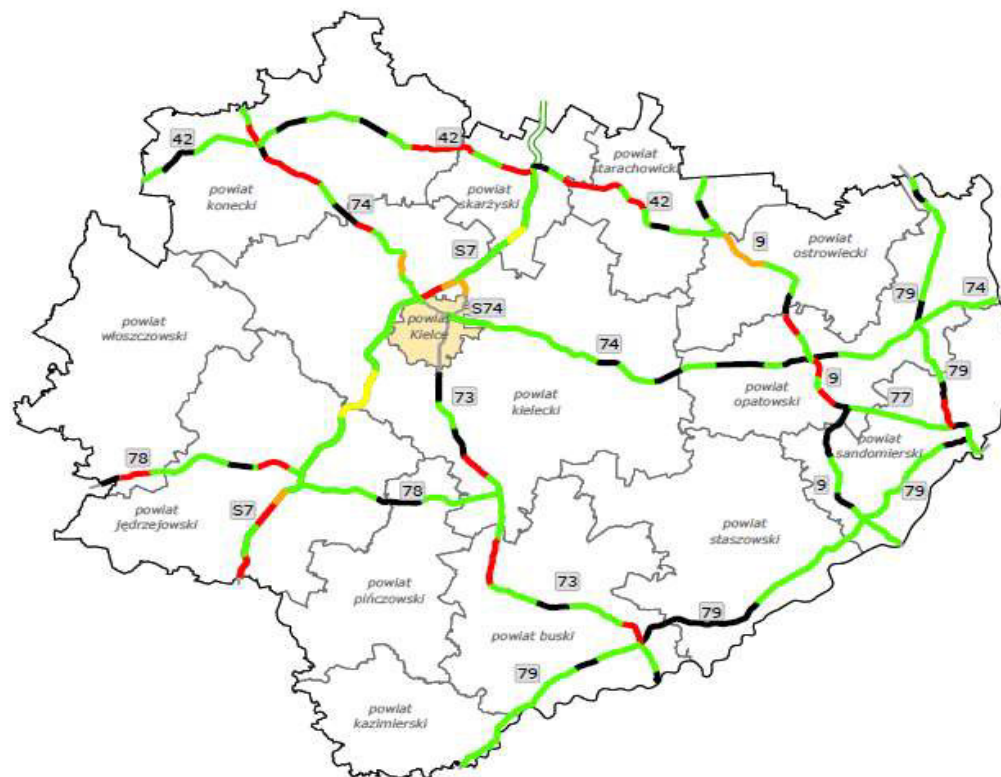 42
42
powiat
starachowicki
powiat
konecki
powiat
skarżyski
74
42
S7
9
powiat
ostrowiecki
79
74
S74
powiat
Kielce
powiat
włoszczowski
74
79
9
77
73
powiat
kielecki
powiat
opatowski
powiat
sandomierski
78
78
9
79
S7
powiat
jędrzejowski
powiat
staszowski
powiat
pińczowski
73
79
powiat buski
79
powiat
kazimierski